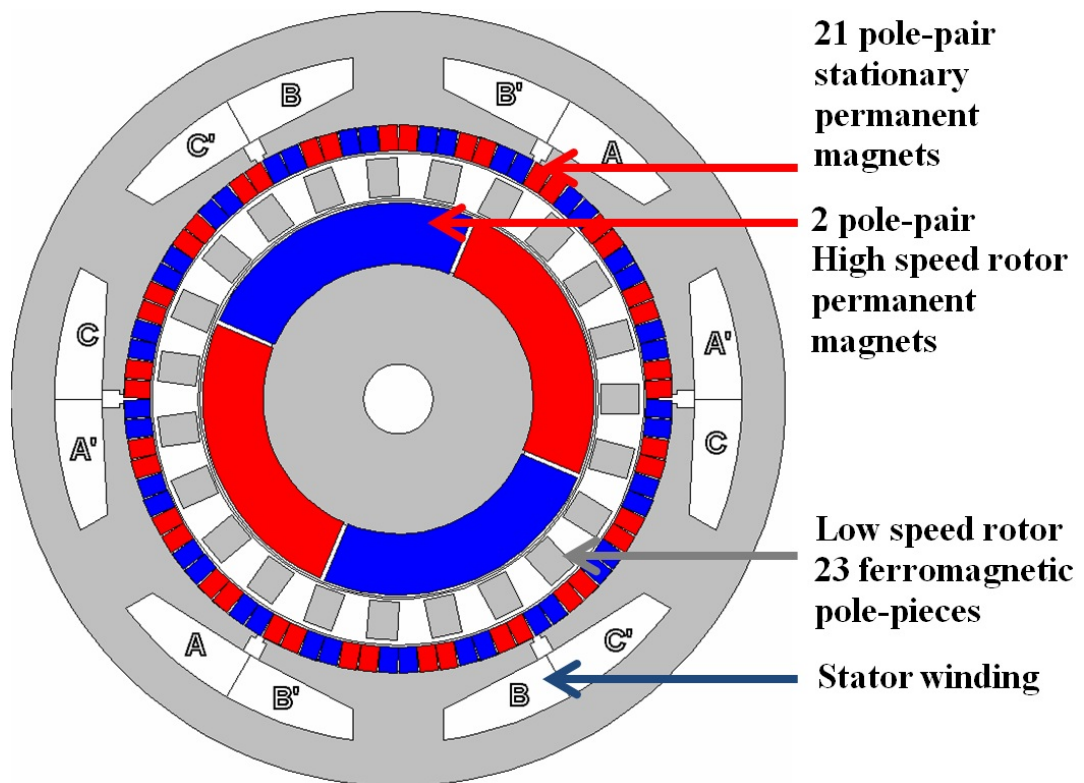 21 pole-pair
stationary
permanent
magnets
2 pole-pair
High speed rotor
permanent
magnets
Low speed rotor
23 ferromagnetic
pole-pieces
Stator winding
B
B'
C'
A
C
A'
A'
C
A
C'
B'
B